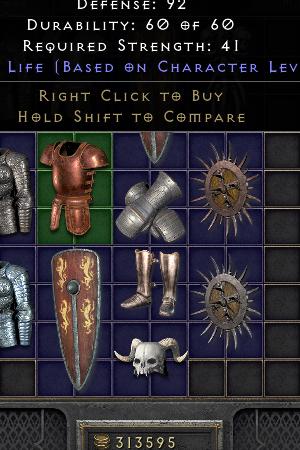 Defense: 92
Durability: 60 of 60
Required Strength: 41
Life (Based on Character Lev
Right Click to Buy
Hold Shift to Compare
313595